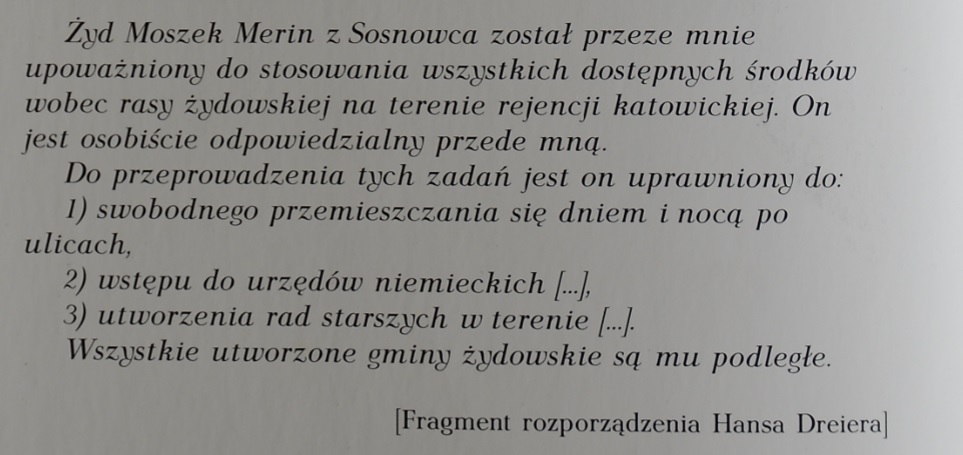 Żyd Moszek Merin z Sosnowca został przeze mnie
upoważniony do stosowania wszystkich dostępnych środków
wobec rasy żydowskiej na terenie rejencji katowickiej. On
jest osobiście odpowiedzialny przede mną.
Do przeprowadzenia tych zadań jest on uprawniony do:
1) swobodnego przemieszczania się dniem i nocą po
ulicach,
2) wstępu do urzędów niemieckich [...],
3) utworzenia rad starszych w terenie [...].
Wszystkie utworzone gminy żydowskie są mu podległe.
[Fragment rozporządzenia Hansa Dreiera]